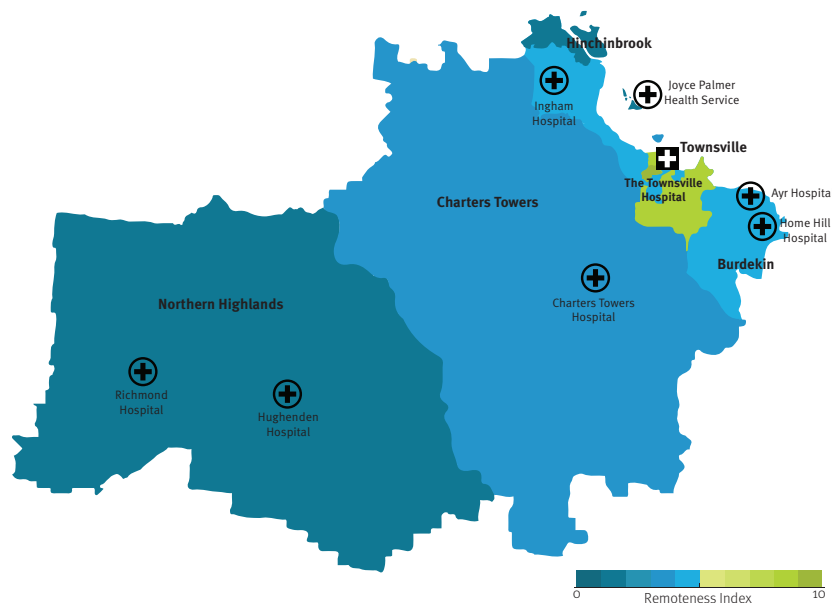 Hinchinbrook
Joyce Palmer
Health Service
Ingham
Hospital
Townsville
The Townsville
Hospital
Ayr Hospita
Charters Towers
Home Hill
Hospital
Burdekin
Northern Highlands
Charters Towers
Hospital
Richmond
Hospital
Hughenden
Hospital
0
Remoteness Index
10